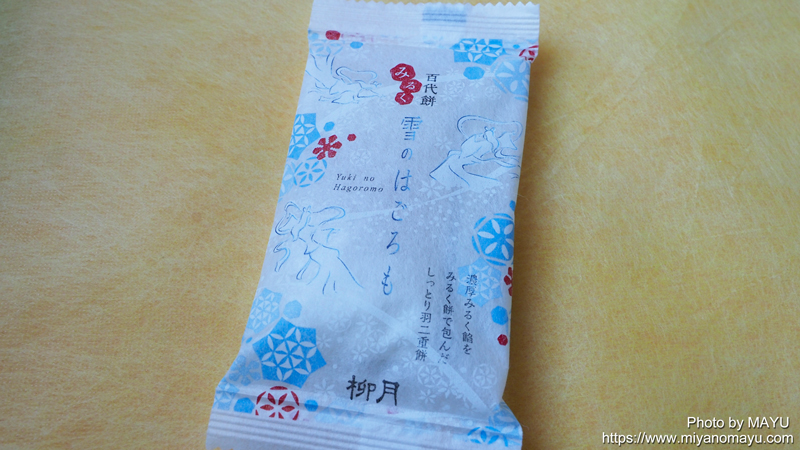 百代餅
みるく
雪のはごろも
Yuki no
Hagoromo
濃厚みるく餡を
みるく餅で包んだ
しっとり羽二重餅
柳月
Photo by MAYU
https://www.miyanomayu.com/